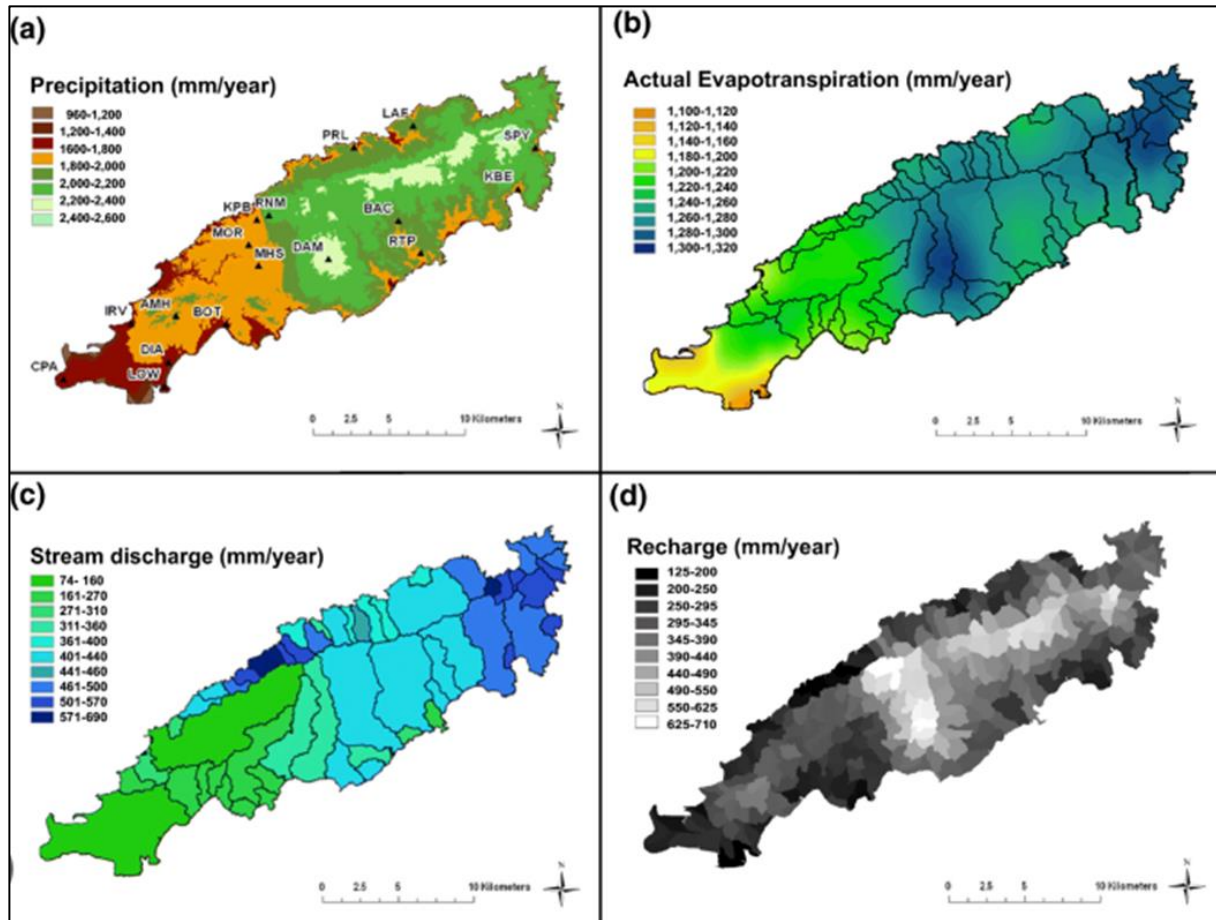 (a)
Precipitation (mm/year)
960-1,200
1,200-1,400
1600-1,800
1,800-2,000
2,000-2,200
2,200-2,400
2,400-2,600
LAF
PRL
SPY
KBE
KPB
RNM
BAC
MOR
MHS
DAM
RTP
IRV
AMH
BOT
CPA
DIA
LOW
0 2.5 5 10 Kilometers
N
(b)
Actual Evapotranspiration (mm/year)
1,100-1,120
1,120-1,140
1,140-1,160
1,180-1,200
1,200-1,220
1,220-1,240
1,240-1,260
1,260-1,280
1,280-1,300
1,300-1,320
0 2.5 5 10 Kilometers
N
(c)
Stream discharge (mm/year)
74- 160
161-270
271-310
311-360
361-400
401-440
441-460
461-500
501-570
571-690
0 2.5 5 10 Kilometers
N
(d)
Recharge (mm/year)
125-200
200-250
250-295
295-345
345-390
390-440
440-490
490-550
550-625
625-710
0 2.5 5 10 Kilometers
N